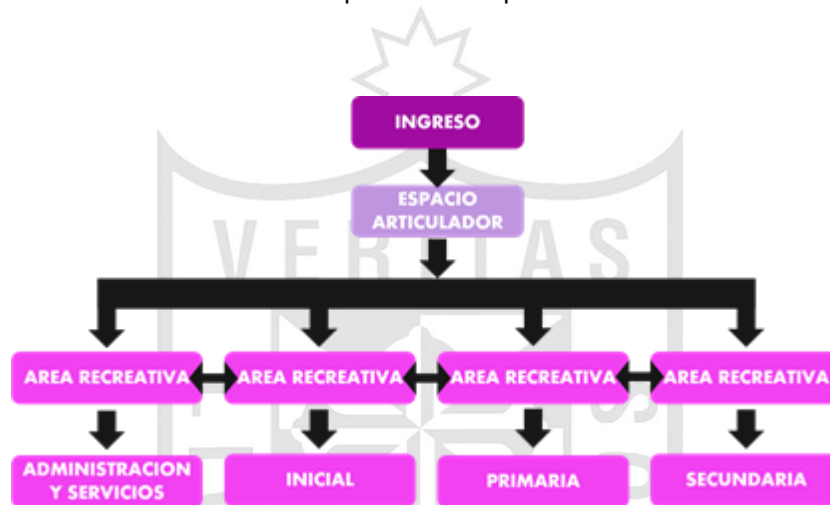 INGRESO
ESPACIO
ARTICULADOR
VERITAS
AREA RECREATIVA
AREA RECREATIVA
AREA RECREATIVA
AREA RECREATIVA
ADMINISTRACION
Y SERVICIOS
INICIAL
PRIMARIA
SECUNDARIA